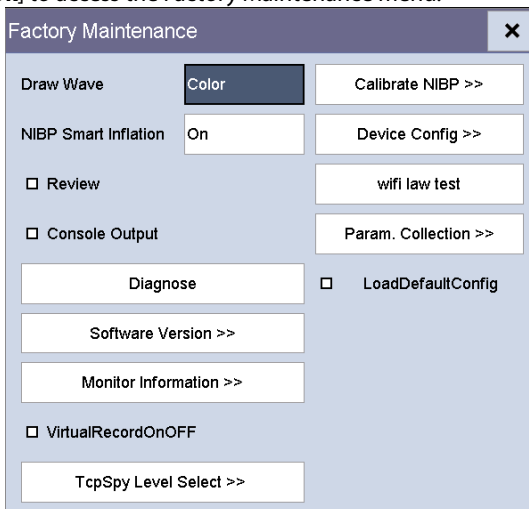 to access the Factory Maintenance menu.
Factory Maintenance
Draw Wave Color Calibrate NIBP >>
NIBP Smart Inflation On Device Config >>
Review wifi law test
Console Output Param. Collection >>
Diagnose LoadDefaultConfig
Software Version >>
Monitor Information >>
VirtualRecordOnOFF
TcpSpy Level Select >>